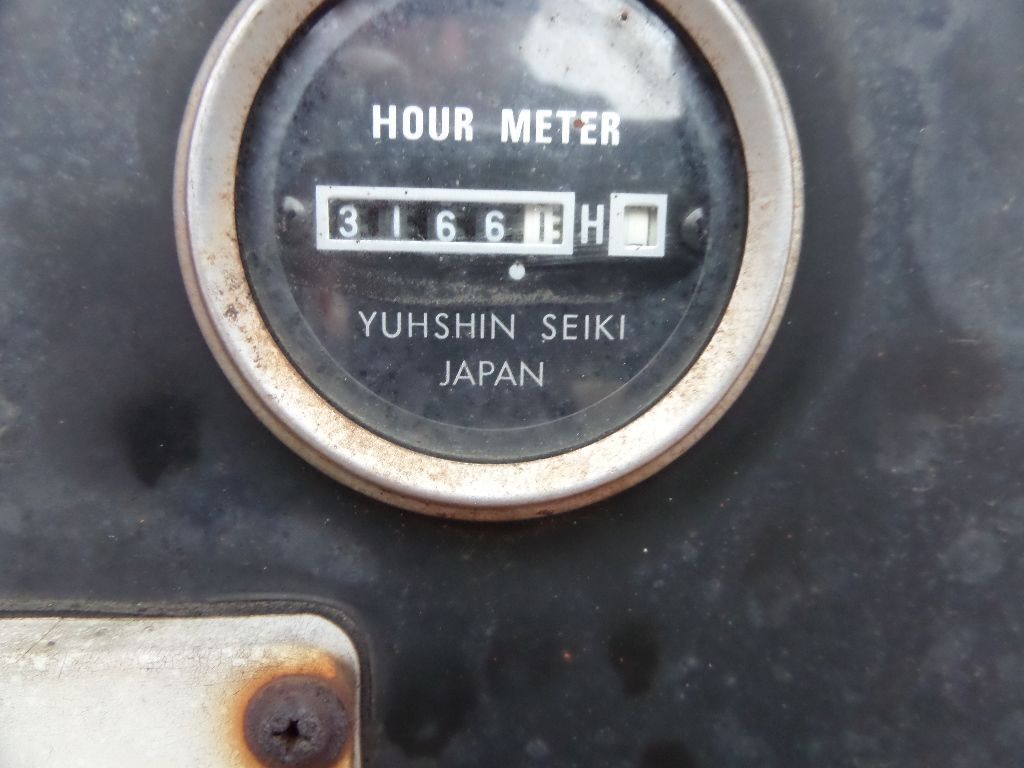 HOUR METER
31661 H
YUHSHIN SEIKI
JAPAN